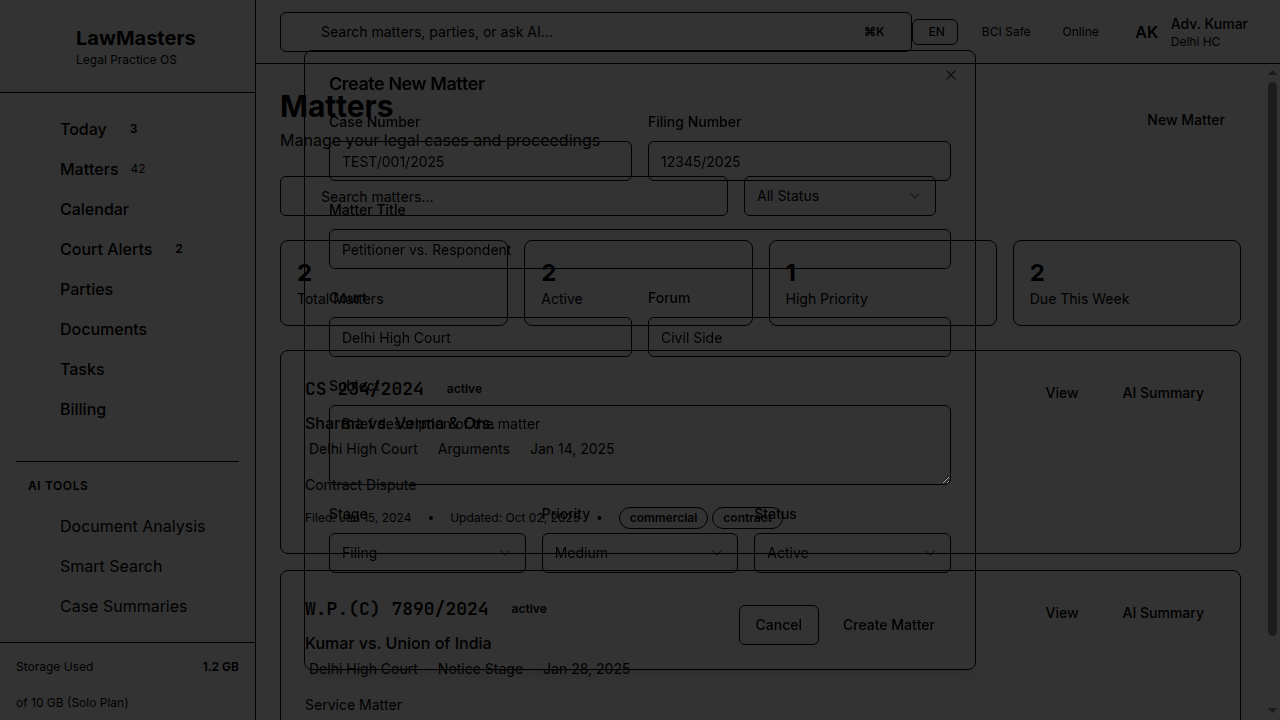 LawMasters
Legal Practice OS
Search matters, parties, or ask AI...
⌘K
EN
BCI Safe
Online
AK
Adv. Kumar
Delhi HC
Today 3
Matters 42
Calendar
Court Alerts 2
Parties
Documents
Tasks
Billing
AI TOOLS
Document Analysis
Smart Search
Case Summaries
Storage Used 1.2 GB
of 10 GB (Solo Plan)
Matters
Manage your legal cases and proceedings
New Matter
Search matters...
All Status
2
Total Matters
2
Active
1
High Priority
2
Due This Week
CS 234/2024 active
View AI Summary
Sharma vs. Verma & Ors.
Delhi High Court Arguments Jan 14, 2025
Contract Dispute
Filed: Jan 15, 2024 • Updated: Oct 02, 2025 • commercial contract
W.P.(C) 7890/2024 active
View AI Summary
Kumar vs. Union of India
Delhi High Court Notice Stage Jan 28, 2025
Service Matter
Create New Matter
Case Number
TEST/001/2025
Filing Number
12345/2025
Matter Title
Petitioner vs. Respondent
Court
Delhi High Court
Forum
Civil Side
Subject
Brief description of the matter
Stage
Filing
Priority
Medium
Status
Active
Cancel
Create Matter